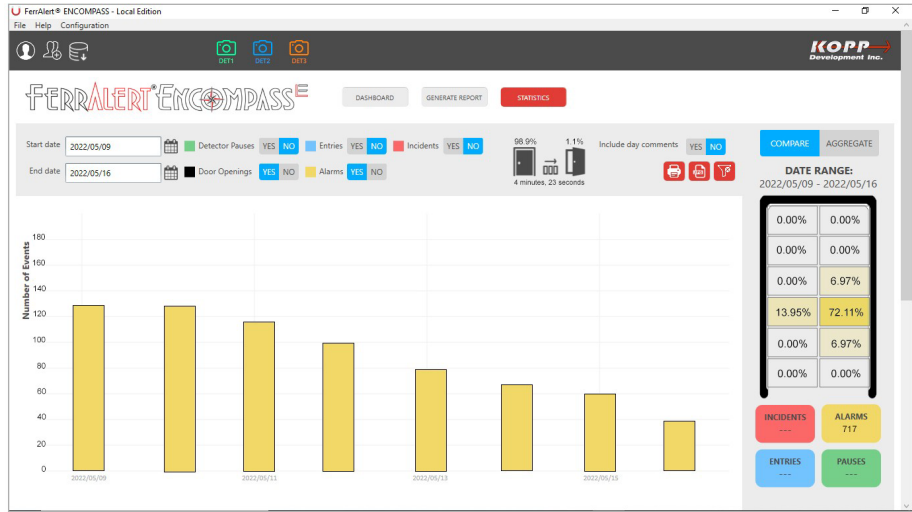 FerrAlert® ENCOMPASS - Local Edition
File Help Configuration
DET1 DET2 DET3
KOPP
Development Inc.
FERRALERT® ENCOMPASS E
DASHBOARD GENERATE REPORT STATISTICS
Start date 2022/05/09 Detector Pauses YES NO Entries YES NO Incidents YES NO 98.9% 1.1% Include day comments YES NO
End date 2022/05/16 Door Openings YES NO Alarms YES NO 4 minutes, 23 seconds
COMPARE AGGREGATE
DATE RANGE:
2022/05/09 - 2022/05/16
Number of Events
180
160
140
120
100
80
60
40
20
0
2022/05/09 2022/05/11 2022/05/13 2022/05/15
0.00% 0.00%
0.00% 0.00%
0.00% 6.97%
13.95% 72.11%
0.00% 6.97%
0.00% 0.00%
INCIDENTS
---
ALARMS
717
ENTRIES
---
PAUSES
---